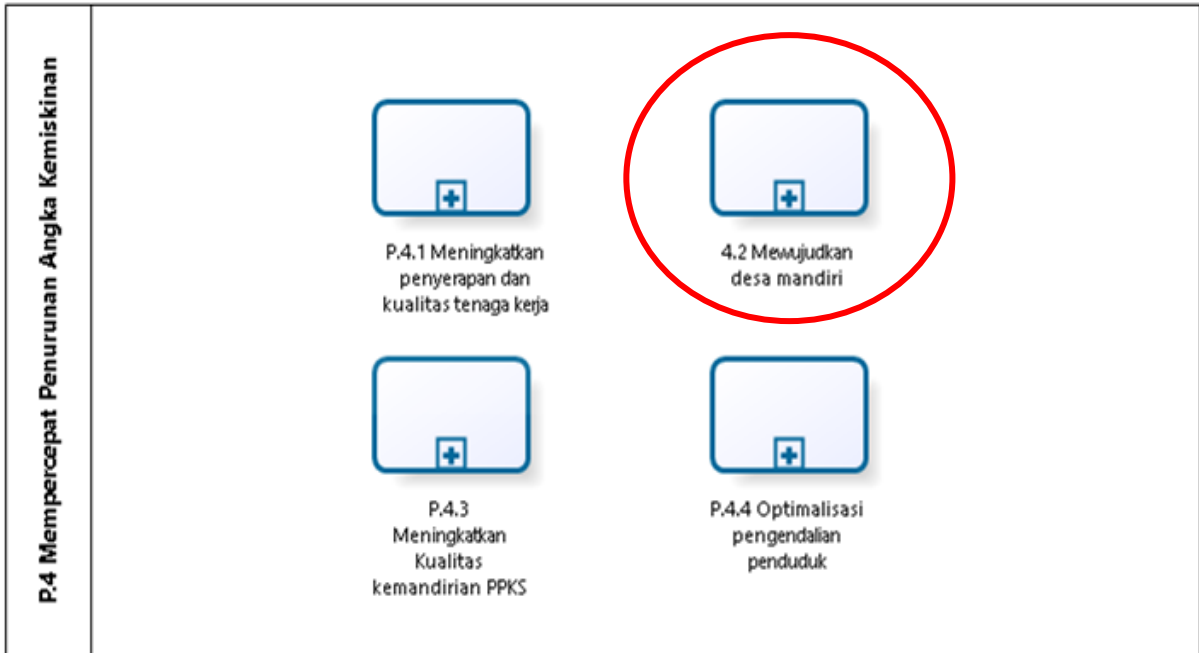 P.4 Mempercepat Penurunan Angka Kemiskinan
P.4.1 Meningkatkan
penyerapan dan
kualitas tenaga kerja
4.2 Mewujudkan
desa mandiri
P.4.3
Meningkatkan
Kualitas
kemandirian PPKS
P.4.4 Optimalisasi
pengendalian
penduduk